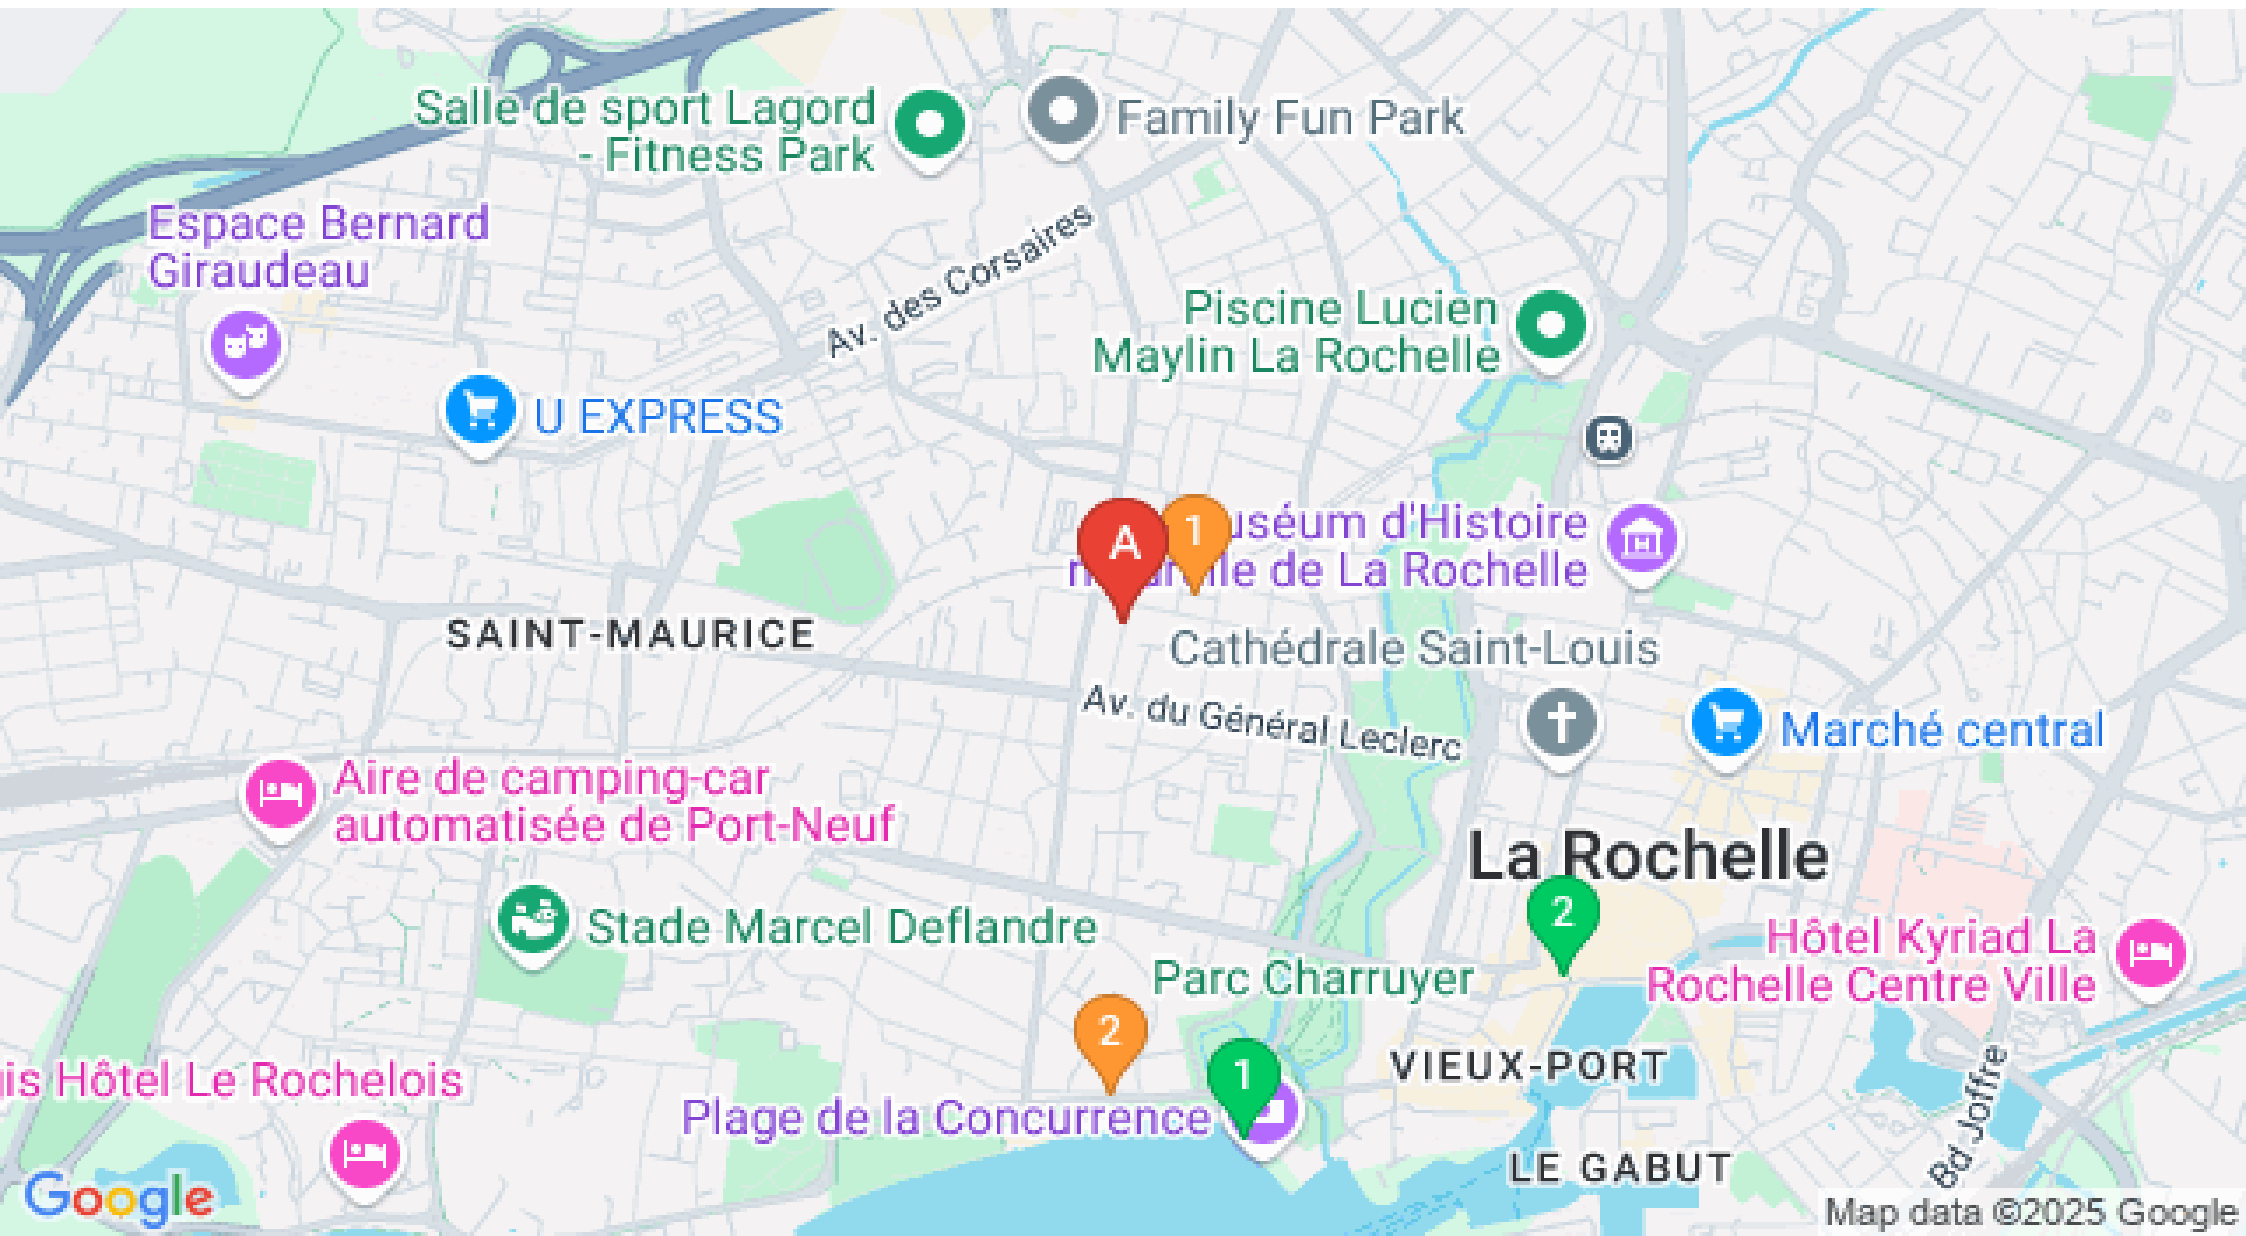 Salle de sport Lagord
- Fitness Park
Family Fun Park
Espace Bernard
Giraudeau
Av. des Corsaires
Piscine Lucien
Maylin La Rochelle
U EXPRESS
A
1
uséum d'Histoire
lle de La Rochelle
SAINT-MAURICE
Cathédrale Saint-Louis
Av. du Général Leclerc
Marché central
Aire de camping-car
automatisée de Port-Neuf
La Rochelle
2
Stade Marcel Deflandre
Hôtel Kyriad La
Rochelle Centre Ville
Parc Charruyer
2
1
VIEUX-PORT
gis Hôtel Le Rochelois
Plage de la Concurrence
Bd Joffre
LE GABUT
Google
Map data ©2025 Google